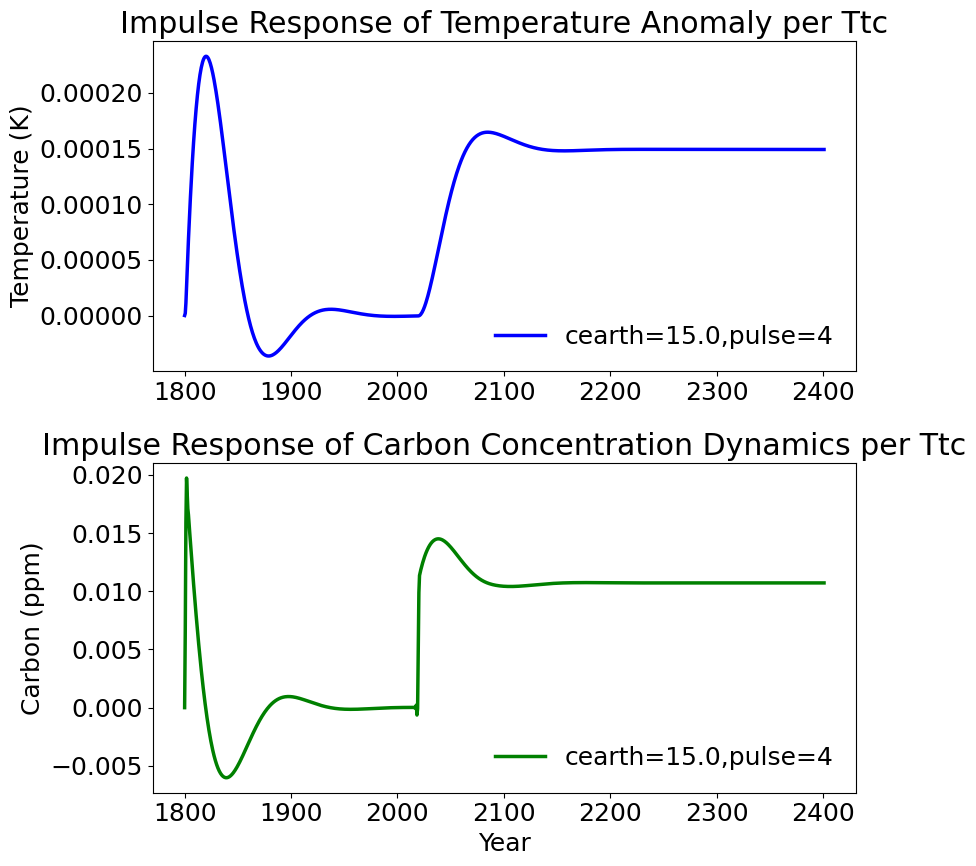 Impulse Response of Temperature Anomaly per Ttc
Temperature (K)
0.00020
0.00015
0.00010
0.00005
0.00000
cearth=15.0,pulse=4
1800 1900 2000 2100 2200 2300 2400
Impulse Response of Carbon Concentration Dynamics per Ttc
Carbon (ppm)
0.020
0.015
0.010
0.005
0.000
−0.005
cearth=15.0,pulse=4
1800 1900 2000 2100 2200 2300 2400
Year